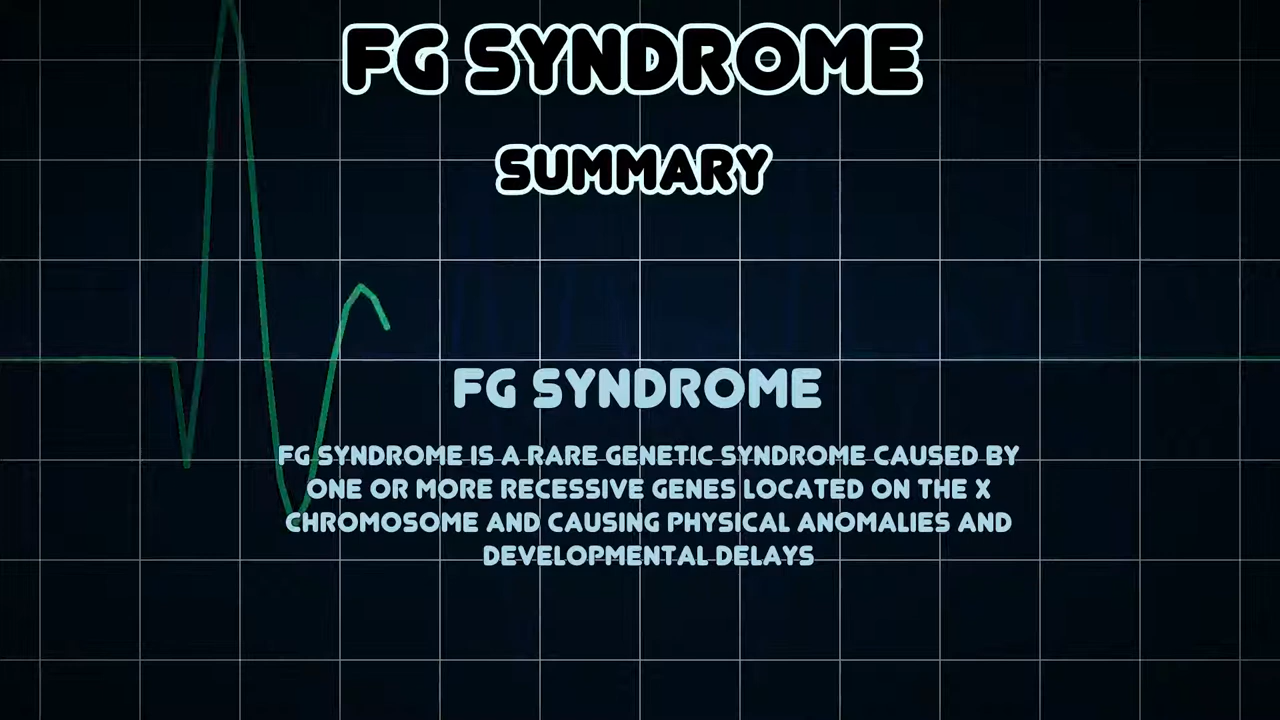 FG SYNDROME
SUMMARY
FG SYNDROME
FG SYNDROME IS A RARE GENETIC SYNDROME CAUSED BY
ONE OR MORE RECESSIVE GENES LOCATED ON THE X
CHROMOSOME AND CAUSING PHYSICAL ANOMALIES AND
DEVELOPMENTAL DELAYS